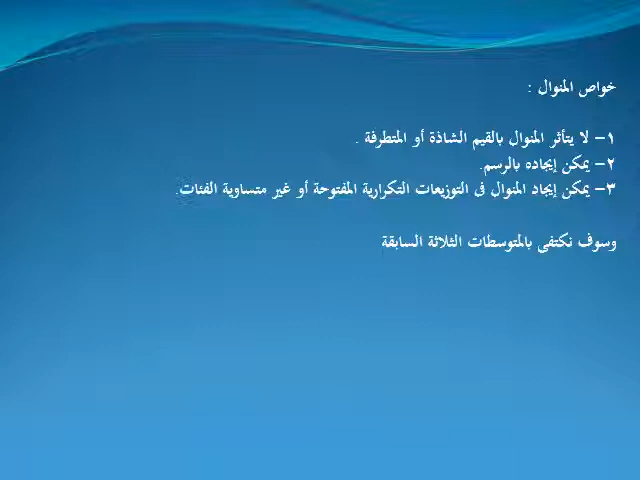 خواص المنوال :
١– لا يتأثر المنوال بالقيم الشاذة أو المتطرفة .
٢– يمكن إيجاده بالرسم.
٣– يمكن إيجاد المنوال فى التوزيعات التكرارية المفتوحة أو غير متساوية الفئات.
وسوف نكتفى بالمتوسطات الثلاثة السابقة